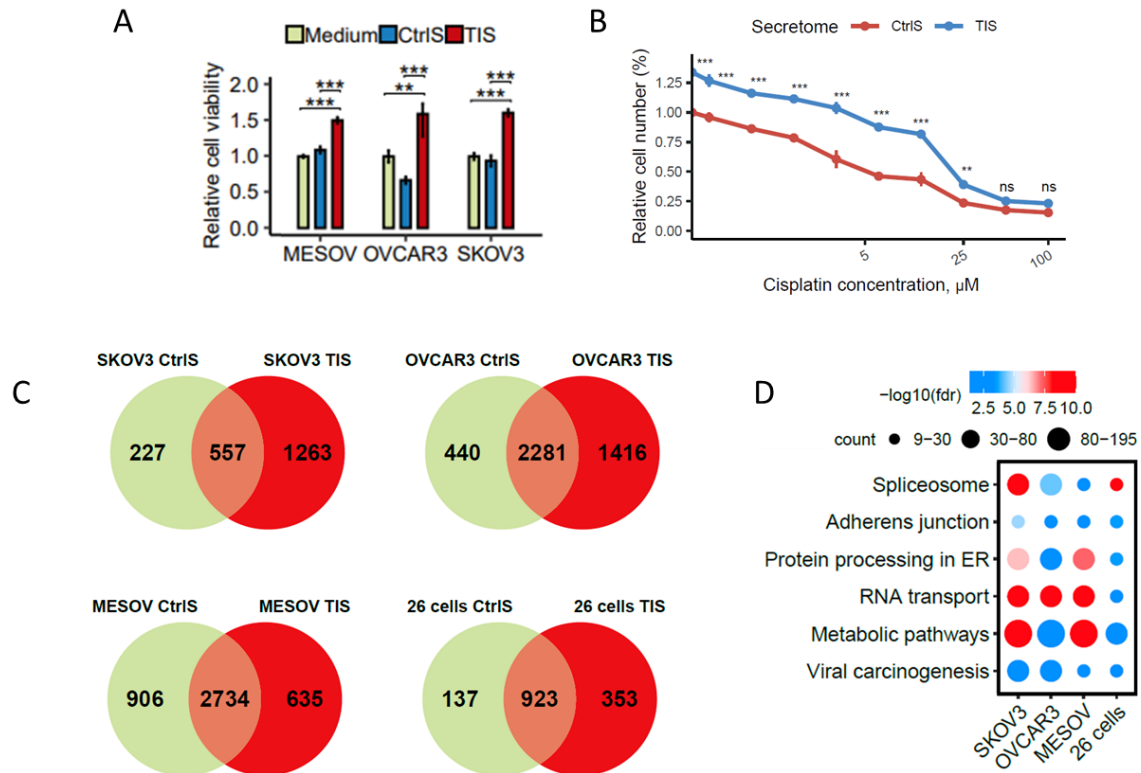 A
Medium CtrlS TIS
Relative cell viability
2.0
1.5
1.0
0.5
0.0
*** *** *** ** *** ***
MESOV OVCAR3 SKOV3
B
Secretome CtrlS TIS
Relative cell number (%)
1.25
1.00
0.75
0.50
0.25
0.00
*** *** *** *** *** *** *** ** ns ns
5 25 100
Cisplatin concentration, μM
C
SKOV3 CtrlS SKOV3 TIS
227 557 1263
OVCAR3 CtrlS OVCAR3 TIS
440 2281 1416
MESOV CtrlS MESOV TIS
906 2734 635
26 cells CtrlS 26 cells TIS
137 923 353
D
−log10(fdr)
2.5 5.0 7.5 10.0
count 9−30 30−80 80−195
Spliceosome
Adherens junction
Protein processing in ER
RNA transport
Metabolic pathways
Viral carcinogenesis
SKOV3
OVCAR3
MESOV
26 cells